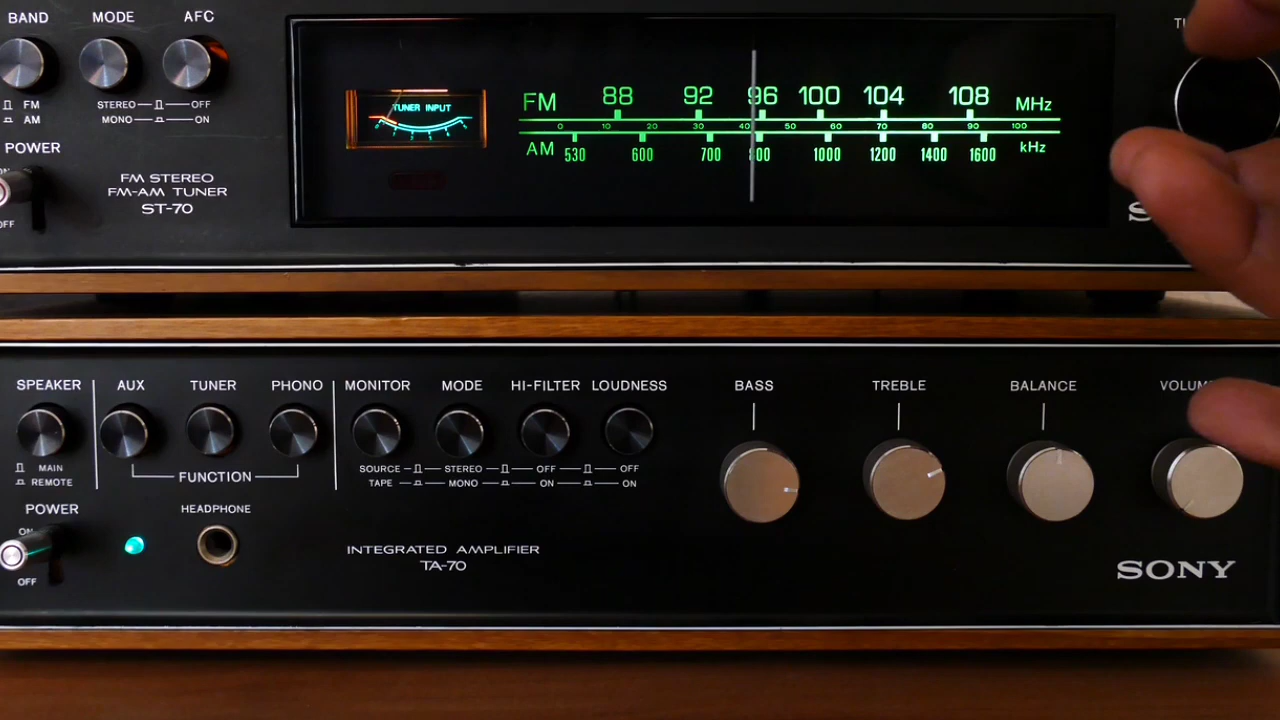 BAND MODE AFC
FM
AM
STEREO OFF
MONO ON
POWER
OFF
FM STEREO
FM-AM TUNER
ST-70
TUNER INPUT
FM 88 92 96 100 104 108 MHz
0 10 20 30 40 50 60 70 80 90 100
AM 530 600 700 800 1000 1200 1400 1600 kHz
SPEAKER AUX TUNER PHONO MONITOR MODE HI-FILTER LOUDNESS BASS TREBLE BALANCE VOLUME
MAIN
REMOTE
FUNCTION
SOURCE STEREO OFF OFF
TAPE MONO ON ON
POWER
ON
OFF
HEADPHONE
INTEGRATED AMPLIFIER
TA-70
SONY